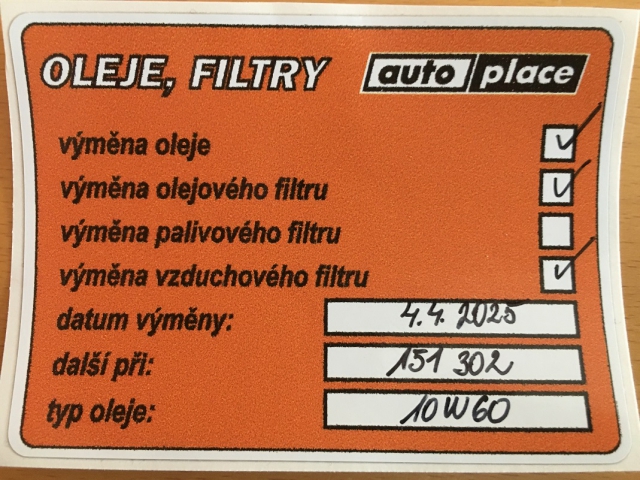 OLEJE, FILTRY auto place
výměna oleje
výměna olejového filtru
výměna palivového filtru
výměna vzduchového filtru
datum výměny: 4.4. 2025
další při: 151 302
typ oleje: 10W60